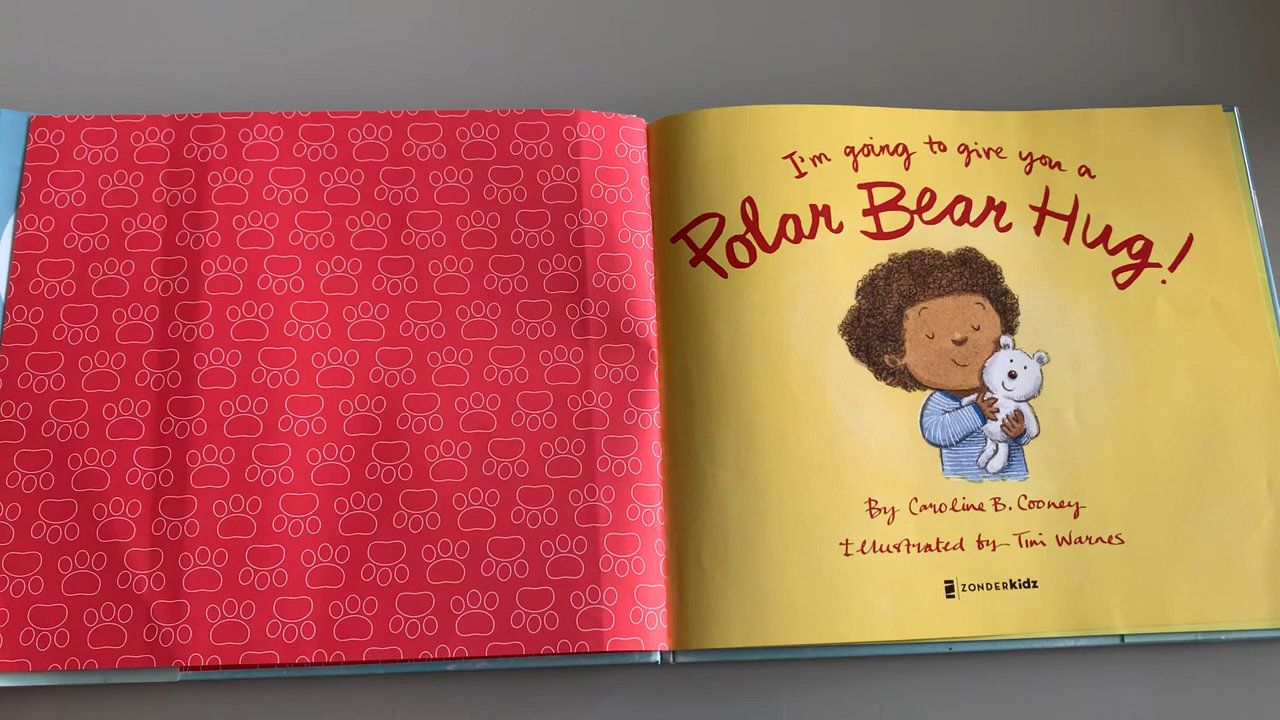 I'm going to give you a
Polar Bear Hug!
By Caroline B. Cooney
Illustrated by Tim Warnes
ZONDERkidz